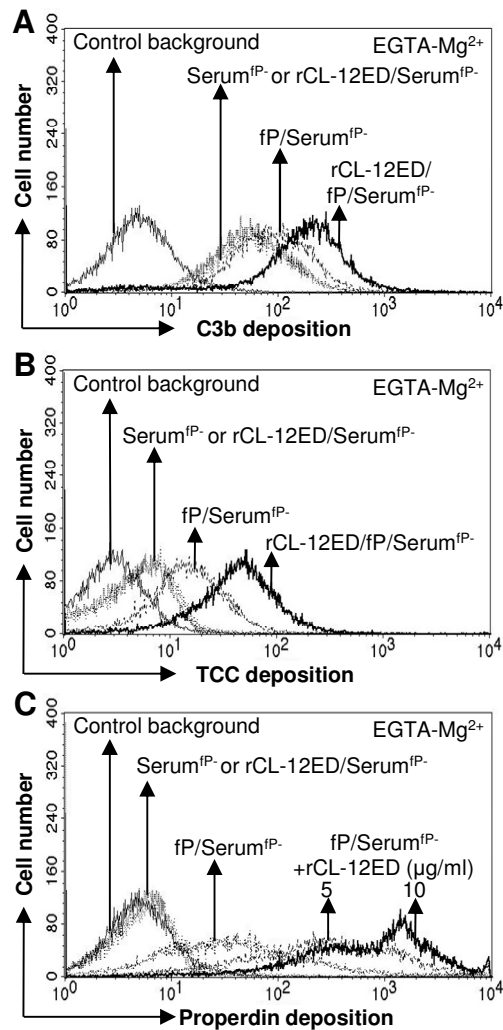 A
Control background
EGTA-Mg²⁺
Serumᶠᴾ⁻ or rCL-12ED/Serumᶠᴾ⁻
fP/Serumᶠᴾ⁻
rCL-12ED/
fP/Serumᶠᴾ⁻
Cell number
0 80 160 240 320 400
10⁰ 10¹ 10² 10³ 10⁴
C3b deposition
B
Control background
EGTA-Mg²⁺
Serumᶠᴾ⁻ or rCL-12ED/Serumᶠᴾ⁻
fP/Serumᶠᴾ⁻
rCL-12ED/fP/Serumᶠᴾ⁻
Cell number
0 80 160 240 320 400
10⁰ 10¹ 10² 10³ 10⁴
TCC deposition
C
Control background
EGTA-Mg²⁺
Serumᶠᴾ⁻ or rCL-12ED/Serumᶠᴾ⁻
fP/Serumᶠᴾ⁻
fP/Serumᶠᴾ⁻
+rCL-12ED (µg/ml)
5 10
Cell number
0 80 160 240 320 400
10⁰ 10¹ 10² 10³ 10⁴
Properdin deposition